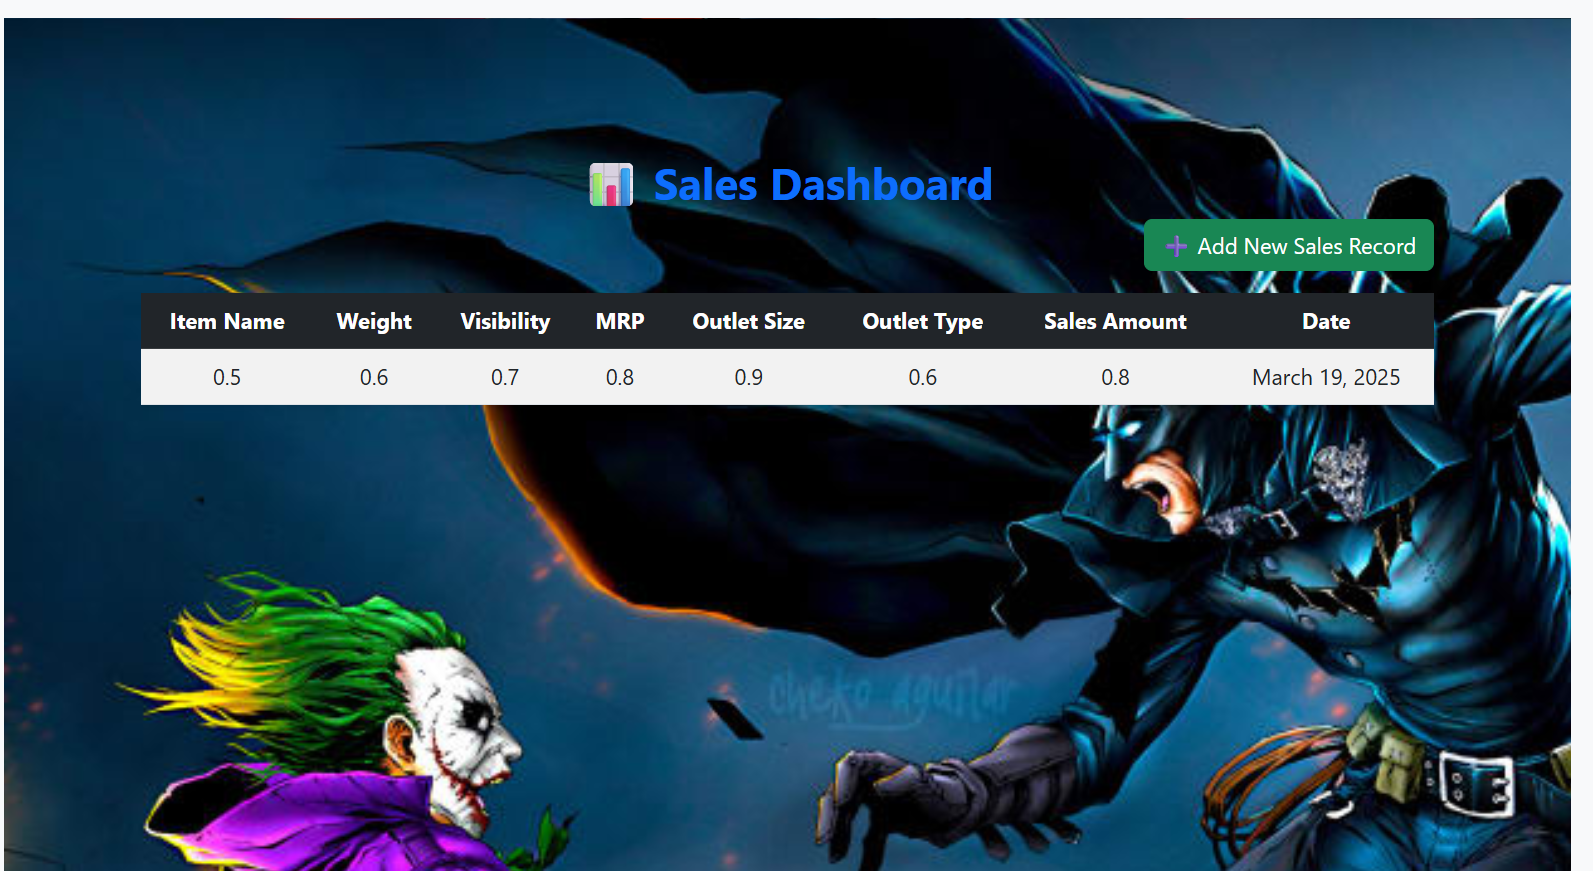 📊 Sales Dashboard
➕ Add New Sales Record
Item Name Weight Visibility MRP Outlet Size Outlet Type Sales Amount Date
0.5 0.6 0.7 0.8 0.9 0.6 0.8 March 19, 2025
cheko aguilar